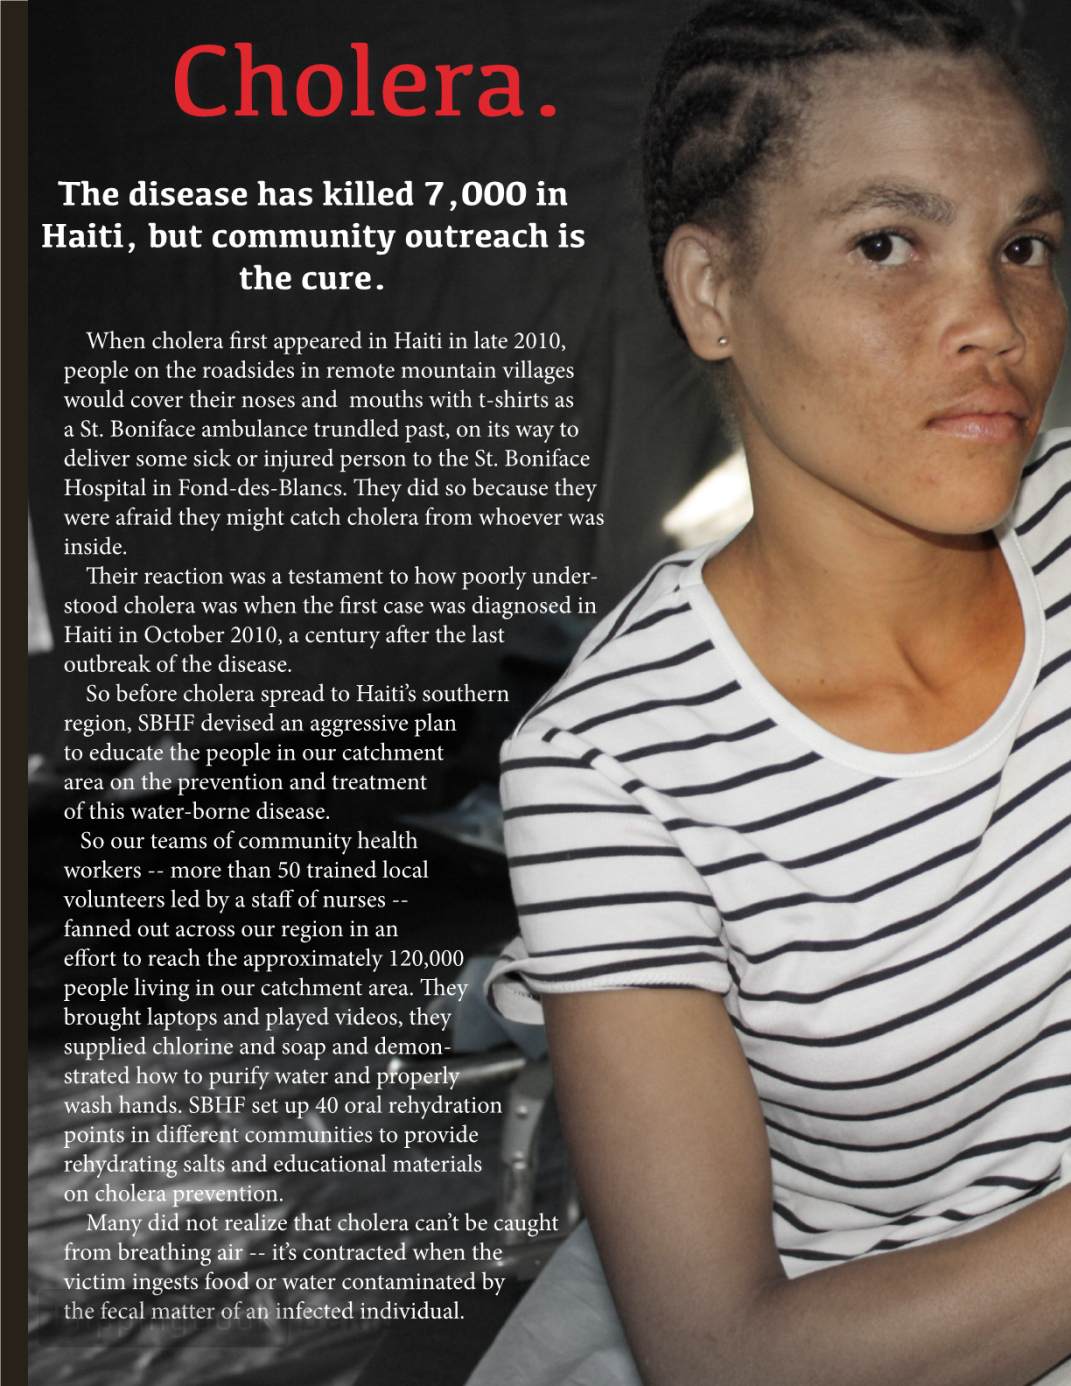 Cholera.
The disease has killed 7,000 in
Haiti, but community outreach is
the cure.
When cholera first appeared in Haiti in late 2010,
people on the roadsides in remote mountain villages
would cover their noses and  mouths with t-shirts as
a St. Boniface ambulance trundled past, on its way to
deliver some sick or injured person to the St. Boniface
Hospital in Fond-des-Blancs. They did so because they
were afraid they might catch cholera from whoever was
inside.
Their reaction was a testament to how poorly under-
stood cholera was when the first case was diagnosed in
Haiti in October 2010, a century after the last
outbreak of the disease.
So before cholera spread to Haiti’s southern
region, SBHF devised an aggressive plan
to educate the people in our catchment
area on the prevention and treatment
of this water-borne disease.
So our teams of community health
workers -- more than 50 trained local
volunteers led by a staff of nurses --
fanned out across our region in an
effort to reach the approximately 120,000
people living in our catchment area. They
brought laptops and played videos, they
supplied chlorine and soap and demon-
strated how to purify water and properly
wash hands. SBHF set up 40 oral rehydration
points in different communities to provide
rehydrating salts and educational materials
on cholera prevention.
Many did not realize that cholera can’t be caught
from breathing air -- it’s contracted when the
victim ingests food or water contaminated by
the fecal matter of an infected individual.